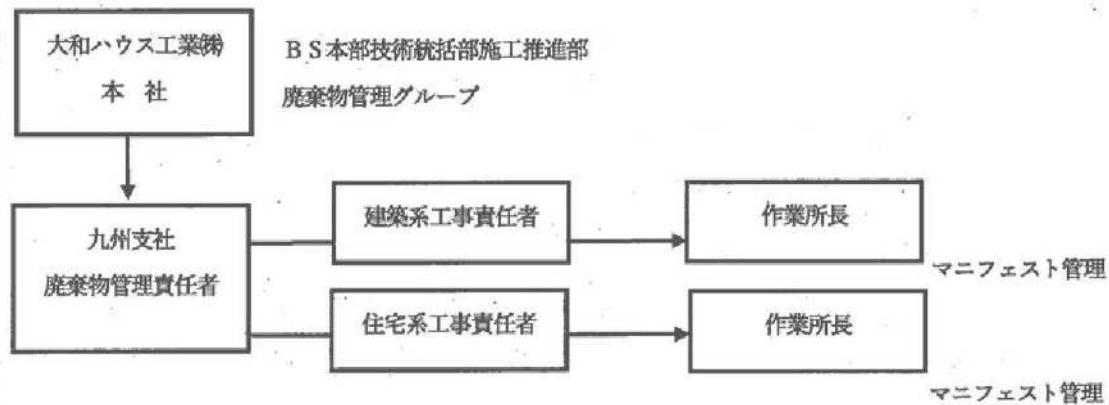 大和ハウス工業㈱
本 社
BS本部技術統括部施工推進部
廃棄物管理グループ
九州支社
廃棄物管理責任者
建築系工事責任者
作業所長
マニフェスト管理
住宅系工事責任者
作業所長
マニフェスト管理